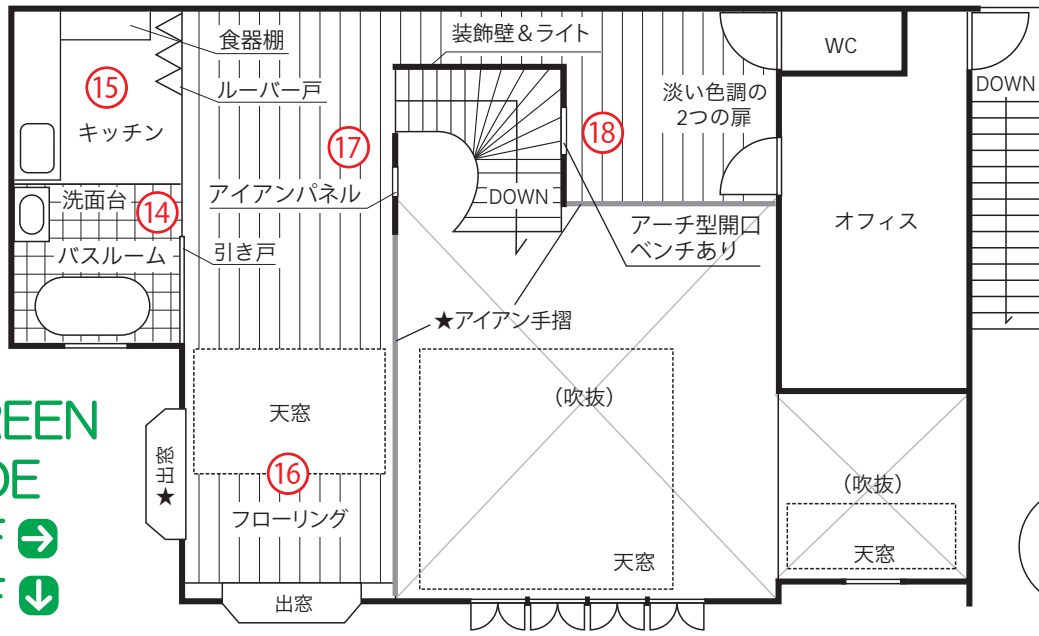 食器棚
装飾壁&ライト
WC
DOWN
⑮
ルーバー戸
淡い色調の
2つの扉
キッチン
⑰
⑱
洗面台
⑭
アイアンパネル
DOWN
オフィス
バスルーム
引き戸
アーチ型開口
ベンチあり
★アイアン手摺
天窓
(吹抜)
★出窓
⑯
フローリング
(吹抜)
天窓
天窓
出窓
REEN
DE
F →
F ↓